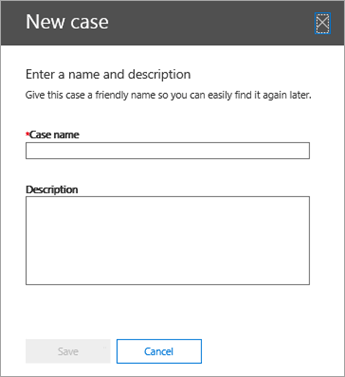 New case
Enter a name and description
Give this case a friendly name so you can easily find it again later.
*Case name
Description
Save
Cancel